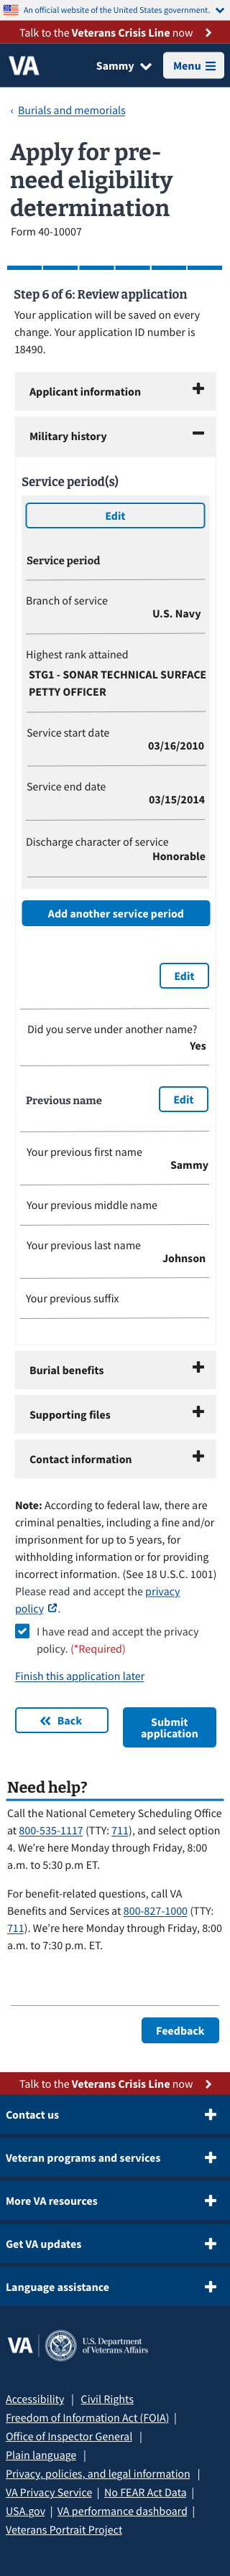 An official website of the United States government.
Talk to the Veterans Crisis Line now
VA
Sammy
Menu
‹ Burials and memorials
Apply for pre-
need eligibility
determination
Form 40-10007
Step 6 of 6: Review application
Your application will be saved on every
change. Your application ID number is
18490.
Applicant information
Military history
Service period(s)
Edit
Service period
Branch of service
U.S. Navy
Highest rank attained
STG1 - SONAR TECHNICAL SURFACE
PETTY OFFICER
Service start date
03/16/2010
Service end date
03/15/2014
Discharge character of service
Honorable
Add another service period
Edit
Did you serve under another name?
Yes
Previous name
Edit
Your previous first name
Sammy
Your previous middle name
Your previous last name
Johnson
Your previous suffix
Burial benefits
Supporting files
Contact information
Note: According to federal law, there are
criminal penalties, including a fine and/or
imprisonment for up to 5 years, for
withholding information or for providing
incorrect information. (See 18 U.S.C. 1001)
Please read and accept the privacy
policy .
I have read and accept the privacy
policy. (*Required)
Finish this application later
Back
Submit
application
Need help?
Call the National Cemetery Scheduling Office
at 800-535-1117 (TTY: 711), and select option
4. We're here Monday through Friday, 8:00
a.m. to 5:30 p.m ET.
For benefit-related questions, call VA
Benefits and Services at 800-827-1000 (TTY:
711). We're here Monday through Friday, 8:00
a.m. to 7:00 p.m. ET.
Feedback
Talk to the Veterans Crisis Line now
Contact us
Veteran programs and services
More VA resources
Get VA updates
Language assistance
VA
U.S. Department
of Veterans Affairs
Accessibility | Civil Rights
Freedom of Information Act (FOIA) |
Office of Inspector General |
Plain language |
Privacy, policies, and legal information |
VA Privacy Service | No FEAR Act Data |
USA.gov | VA performance dashboard |
Veterans Portrait Project